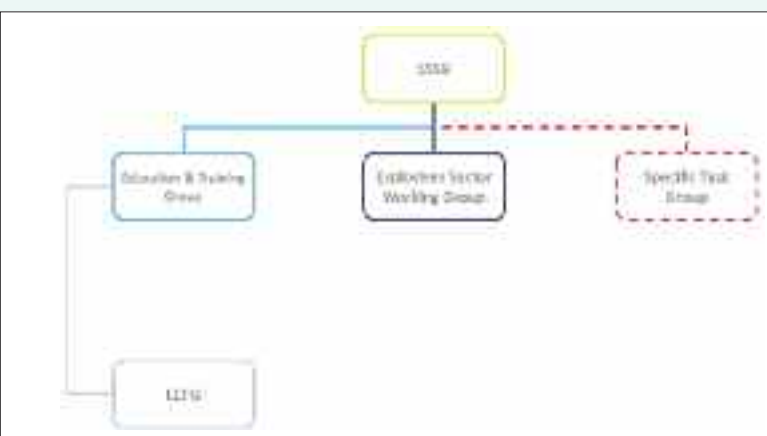 Education & Training
Group
Explosives Sector
Working Group
Specific Task
Group